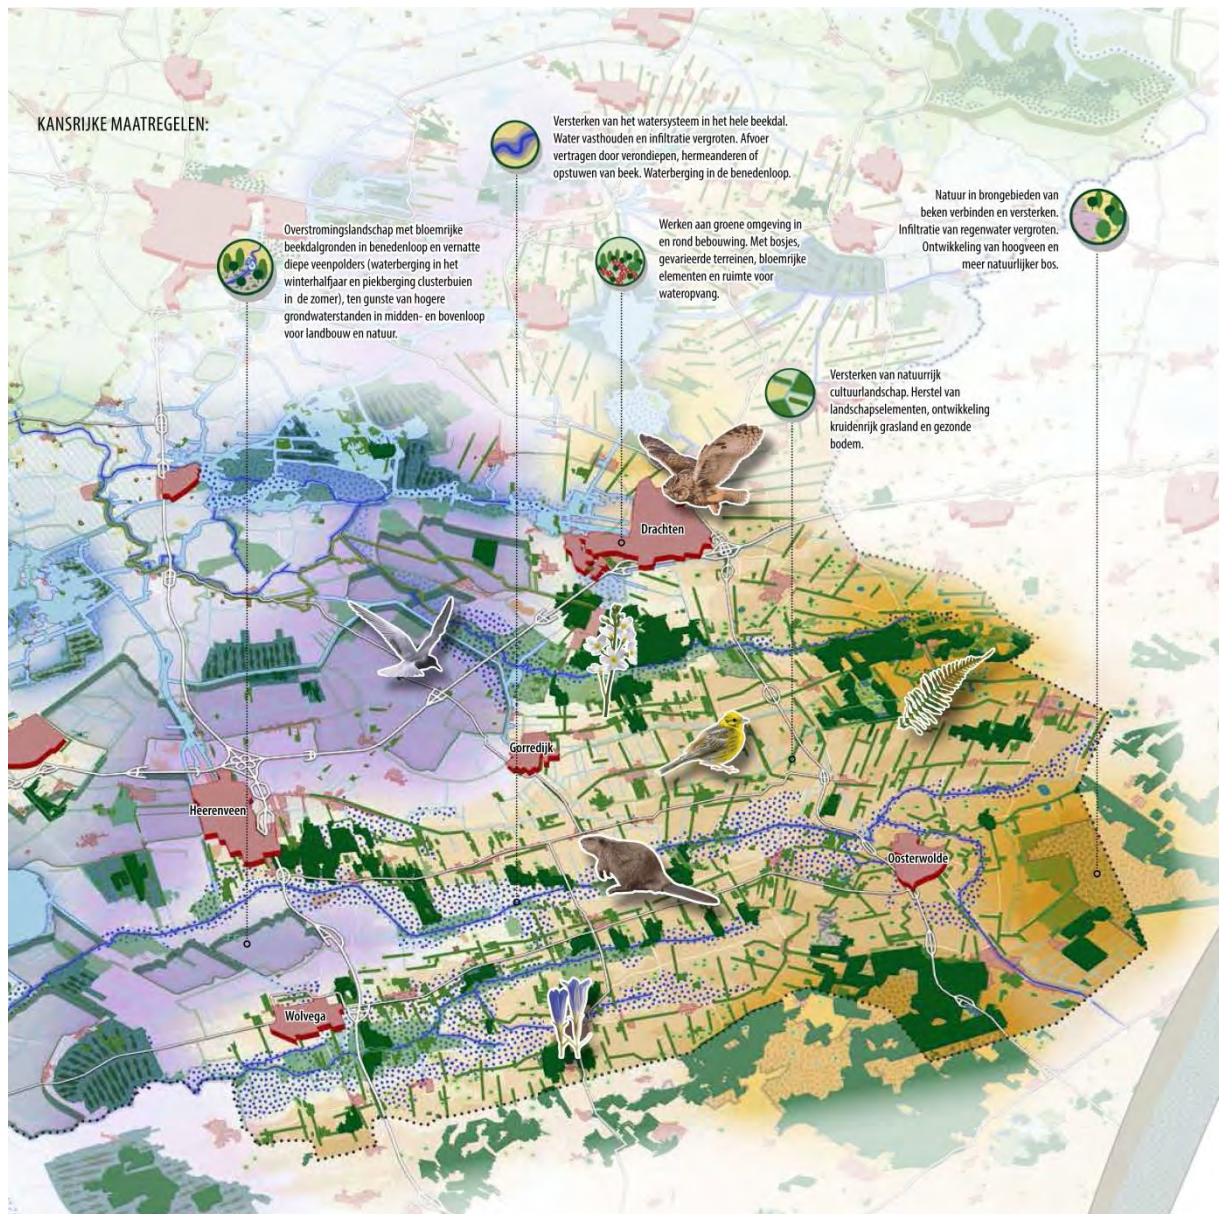 KANSRIJKE MAATREGELEN:
Versterken van het watersysteem in het hele beekdal.
Water vasthouden en infiltratie vergroten. Afvoer
vertragen door verondiepen, hermeanderen of
opstuwen van beek. Waterberging in de benedenloop.
Natuur in brongebieden van
beken verbinden en versterken.
Infiltratie van regenwater vergroten.
Ontwikkeling van hoogveen en
meer natuurlijker bos.
Overstromingslandschap met bloemrijke
beekdalgronden in benedenloop en vernatte
diepe veenpolders (waterberging in het
winterhalfjaar en piekberging clusterbuien
in de zomer), ten gunste van hogere
grondwaterstanden in midden- en bovenloop
voor landbouw en natuur.
Werken aan groene omgeving in
en rond bebouwing. Met bosjes,
gevarieerde terreinen, bloemrijke
elementen en ruimte voor
wateropvang.
Versterken van natuurrijk
cultuurlandschap. Herstel van
landschapselementen, ontwikkeling
kruidenrijk grasland en gezonde
bodem.
Drachten
Gorredijk
Heerenveen
Oosterwolde
Wolvega